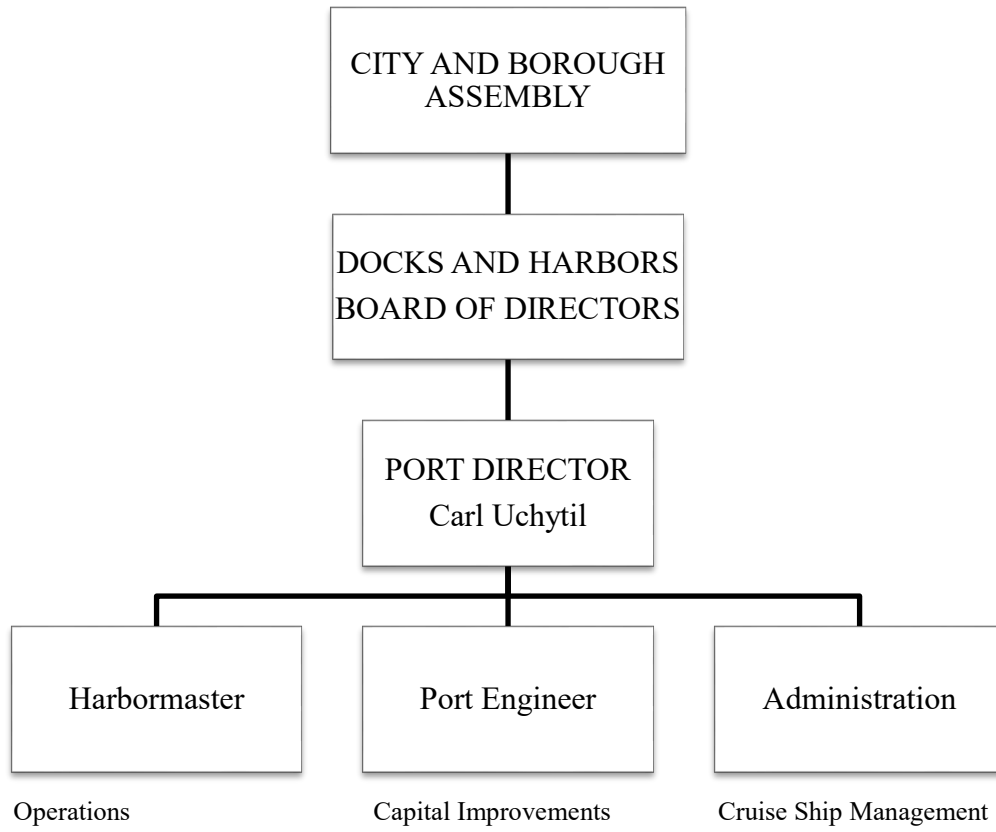 CITY AND BOROUGH
ASSEMBLY
DOCKS AND HARBORS
BOARD OF DIRECTORS
PORT DIRECTOR
Carl Uchytil
Harbormaster
Port Engineer
Administration
Operations
Capital Improvements
Cruise Ship Management